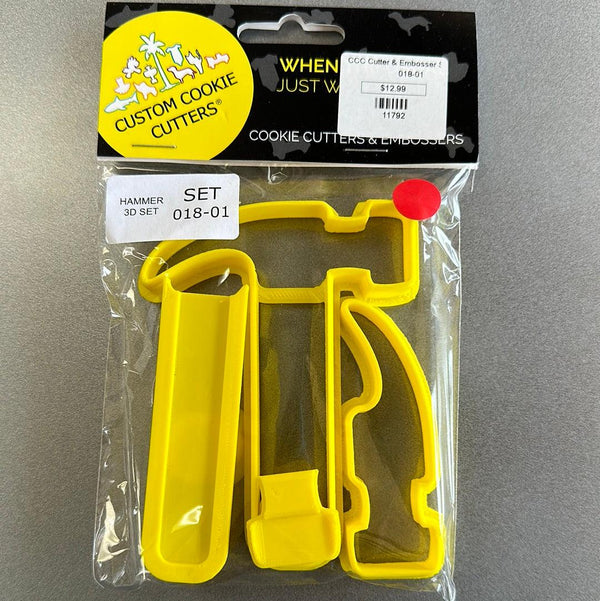 CUSTOM COOKIE
CUTTERS®
WHEN
JUST W
CCC Cutter & Embosser S
018-01
$12.99
11792
COOKIE CUTTERS & EMBOSSERS
HAMMER
3D SET
SET
018-01